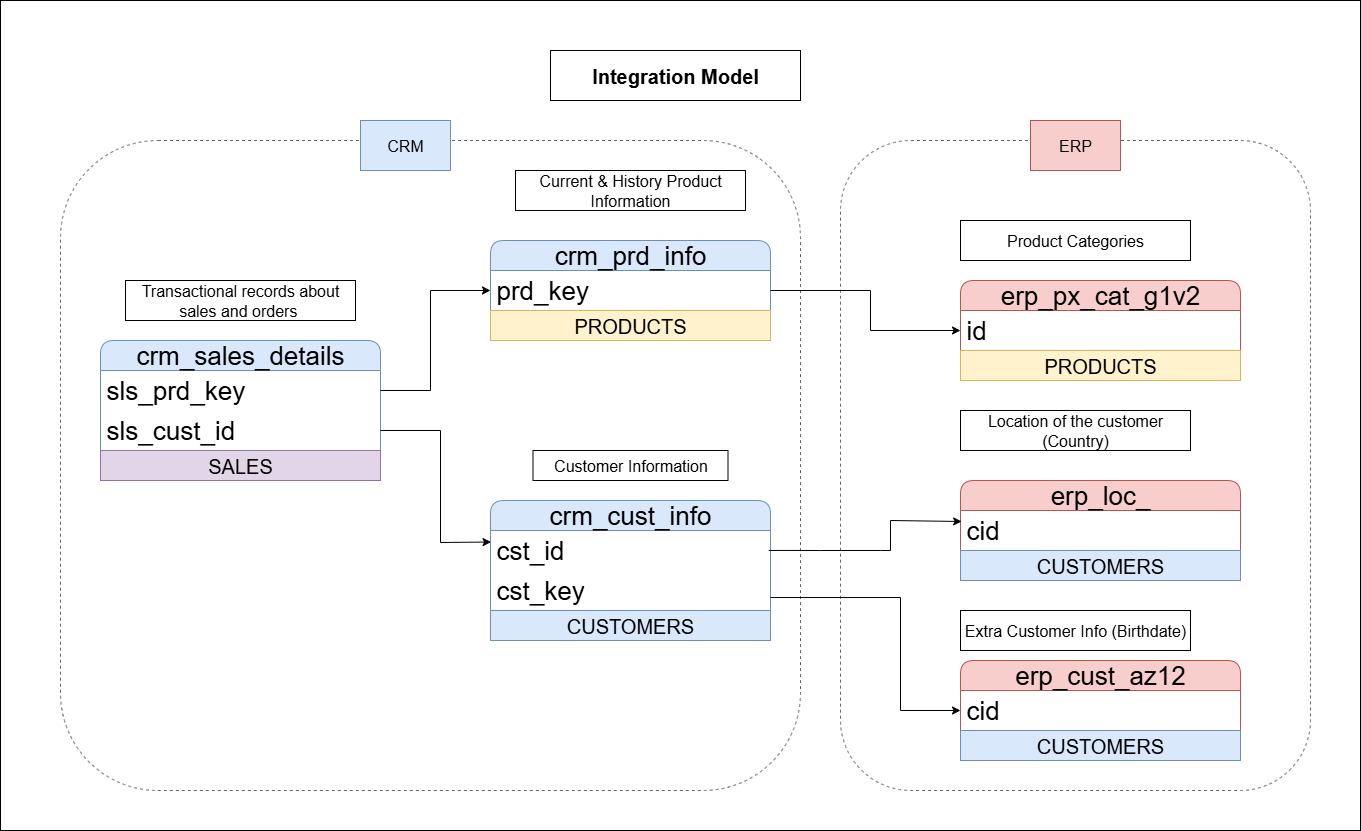 Integration Model
CRM
ERP
Current & History Product
Information
crm_prd_info
prd_key
PRODUCTS
Transactional records about
sales and orders
crm_sales_details
sls_prd_key
sls_cust_id
SALES
Customer Information
crm_cust_info
cst_id
cst_key
CUSTOMERS
Product Categories
erp_px_cat_g1v2
id
PRODUCTS
Location of the customer
(Country)
erp_loc_
cid
CUSTOMERS
Extra Customer Info (Birthdate)
erp_cust_az12
cid
CUSTOMERS